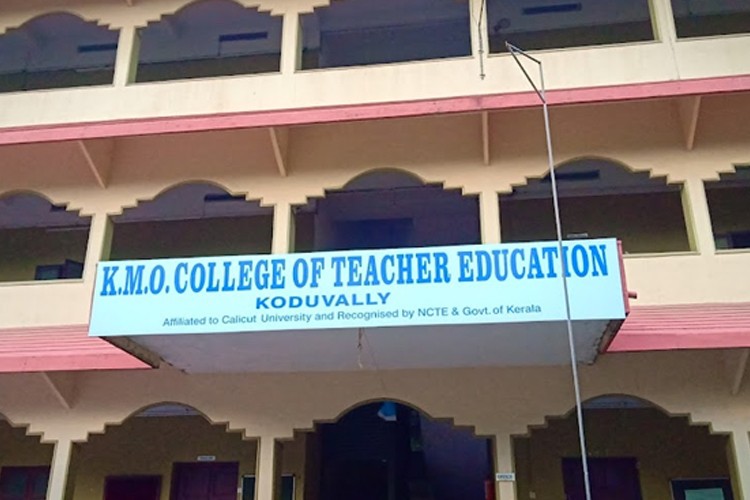 K.M.O. COLLEGE OF TEACHER EDUCATION
KODUVALLY
Affiliated to Calicut University and Recognised by NCTE & Govt. of Kerala